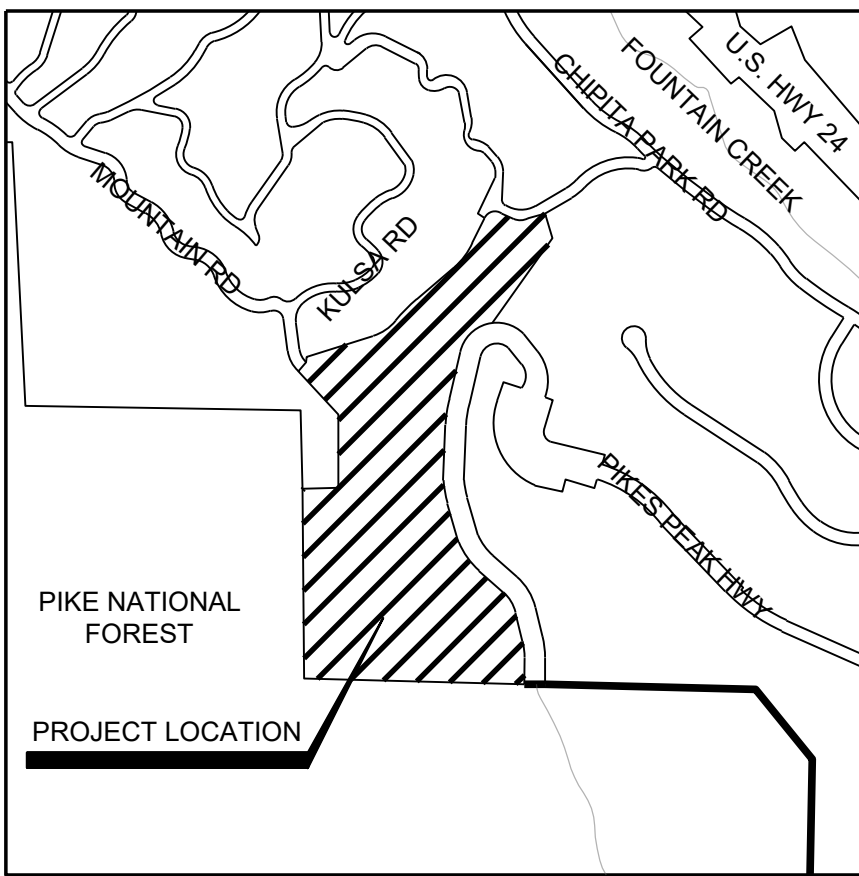 U.S. HWY 24
FOUNTAIN CREEK
CHIPITA PARK RD
MOUNTAIN RD
KULSA RD
PIKES PEAK HWY
PIKE NATIONAL
FOREST
PROJECT LOCATION